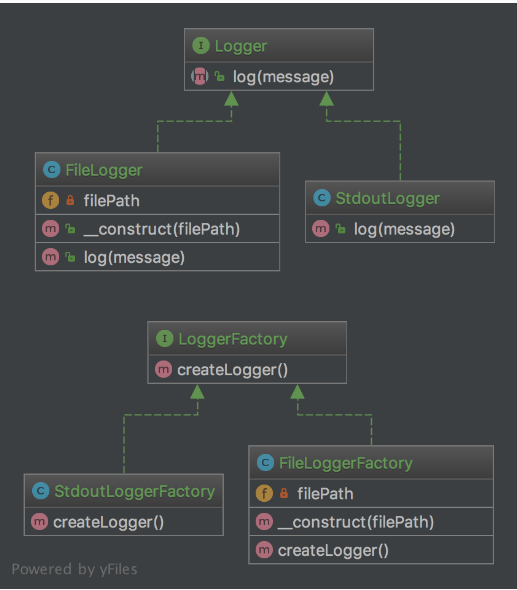 Logger
log(message)
FileLogger
filePath
__construct(filePath)
log(message)
StdoutLogger
log(message)
LoggerFactory
createLogger()
StdoutLoggerFactory
createLogger()
FileLoggerFactory
filePath
__construct(filePath)
createLogger()
Powered by yFiles